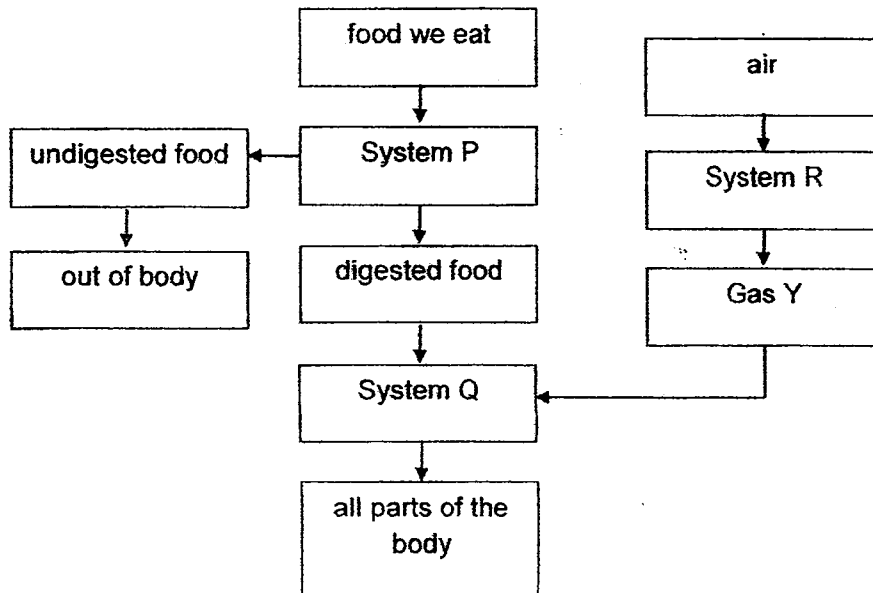 food we eat
air
undigested food
System P
System R
out of body
digested food
Gas Y
System Q
all parts of the
body